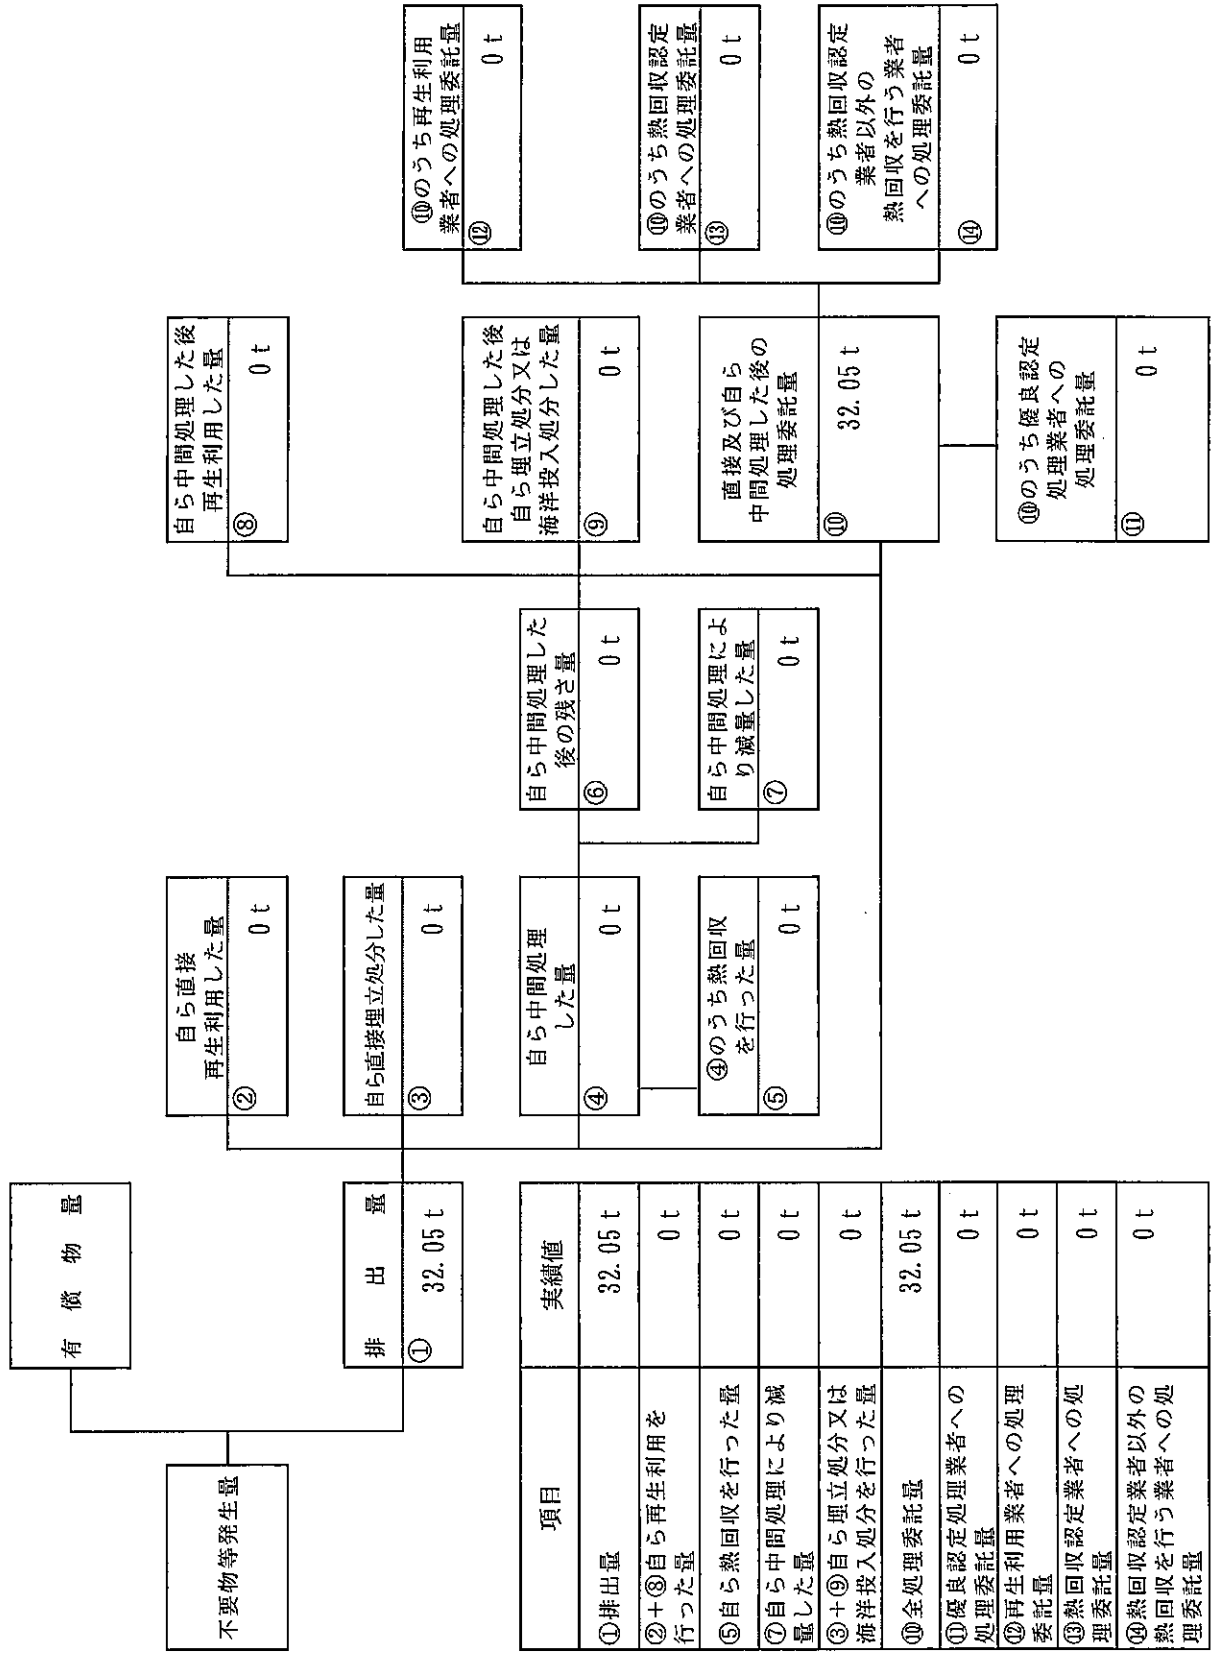 不要物等発生量
有 償 物 量
排 出 量
① 32.05 t
自ら直接
再生利用した量
② 0 t
自ら直接埋立処分した量
③ 0 t
自ら中間処理
した量
④ 0 t
④のうち熱回収
を行った量
⑤ 0 t
自ら中間処理した
後の残さ量
⑥ 0 t
自ら中間処理によ
り減量した量
⑦ 0 t
自ら中間処理した後
再生利用した量
⑧ 0 t
自ら中間処理した後
自ら埋立処分又は
海洋投入処分した量
⑨ 0 t
直接及び自ら
中間処理した後の
処理委託量
⑩ 32.05 t
⑩のうち優良認定
処理業者への
処理委託量
⑪ 0 t
⑩のうち再生利用
業者への処理委託量
⑫ 0 t
⑩のうち熱回収認定
業者への処理委託量
⑬ 0 t
⑩のうち熱回収認定
業者以外の
熱回収を行う業者
への処理委託量
⑭ 0 t
項目 実績値
①排出量 32.05 t
②+⑧自ら再生利用を
行った量 0 t
⑤自ら熱回収を行った量 0 t
⑦自ら中間処理により減
量した量 0 t
③+⑨自ら埋立処分又は
海洋投入処分を行った量 0 t
⑩全処理委託量 32.05 t
⑪優良認定処理業者への
処理委託量 0 t
⑫再生利用業者への処理
委託量 0 t
⑬熱回収認定業者への処
理委託量 0 t
⑭熱回収認定業者以外の
熱回収を行う業者への処
理委託量 0 t